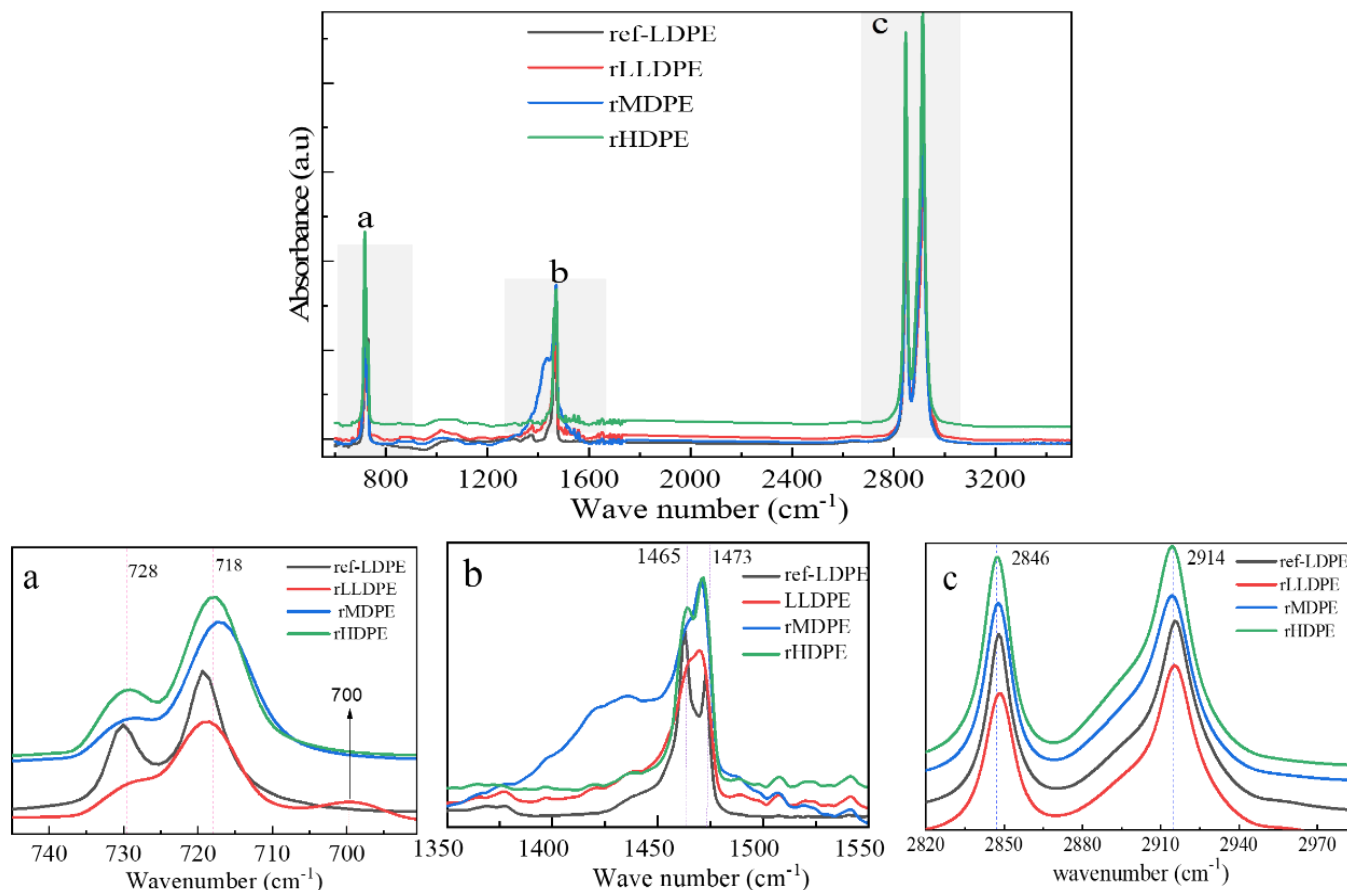 ref-LDPE
rLLDPE
rMDPE
rHDPE
a
b
c
Absorbance (a.u)
800 1200 1600 2000 2400 2800 3200
Wave number (cm-1)
a
728
718
ref-LDPE
rLLDPE
rMDPE
rHDPE
700
740 730 720 710 700
Wavenumber (cm-1)
b
1465
1473
ref-LDPE
LLDPE
rMDPE
rHDPE
1350 1400 1450 1500 1550
Wave number (cm-1)
c
2846
2914
ref-LDPE
rLLDPE
rMDPE
rHDPE
2820 2850 2880 2910 2940 2970
wavenumber (cm-1)